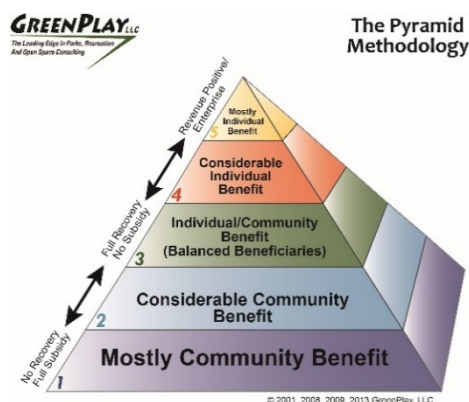 GREENPLAY LLC
The Leading Edge in Parks, Recreation
And Open Space Consulting
The Pyramid
Methodology
Revenue Positive/
Enterprise
5
Mostly
Individual
Benefit
4
Considerable
Individual
Benefit
Full Recovery
No Subsidy
3
Individual/Community
Benefit
(Balanced Beneficiaries)
2
Considerable Community
Benefit
No Recovery
Full Subsidy
1
Mostly Community Benefit
© 2001, 2008, 2009, 2013 GreenPlay, LLC